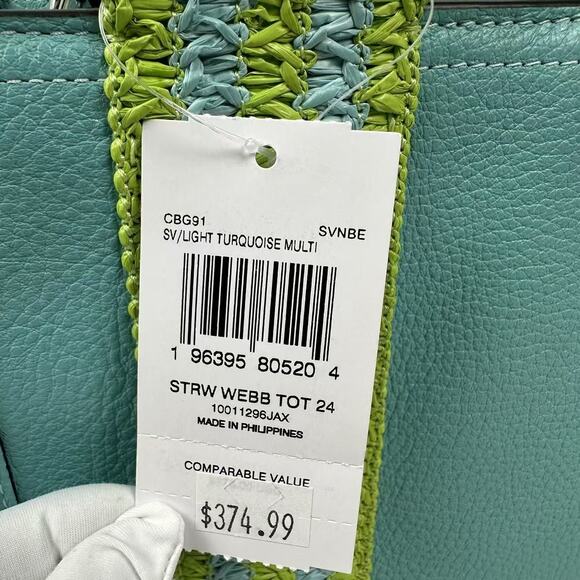 CBG91 SVNBE
SV/LIGHT TURQUOISE MULTI
1 96395 80520 4
STRW WEBB TOT 24
10011296JAX
MADE IN PHILIPPINES
COMPARABLE VALUE
$374.99